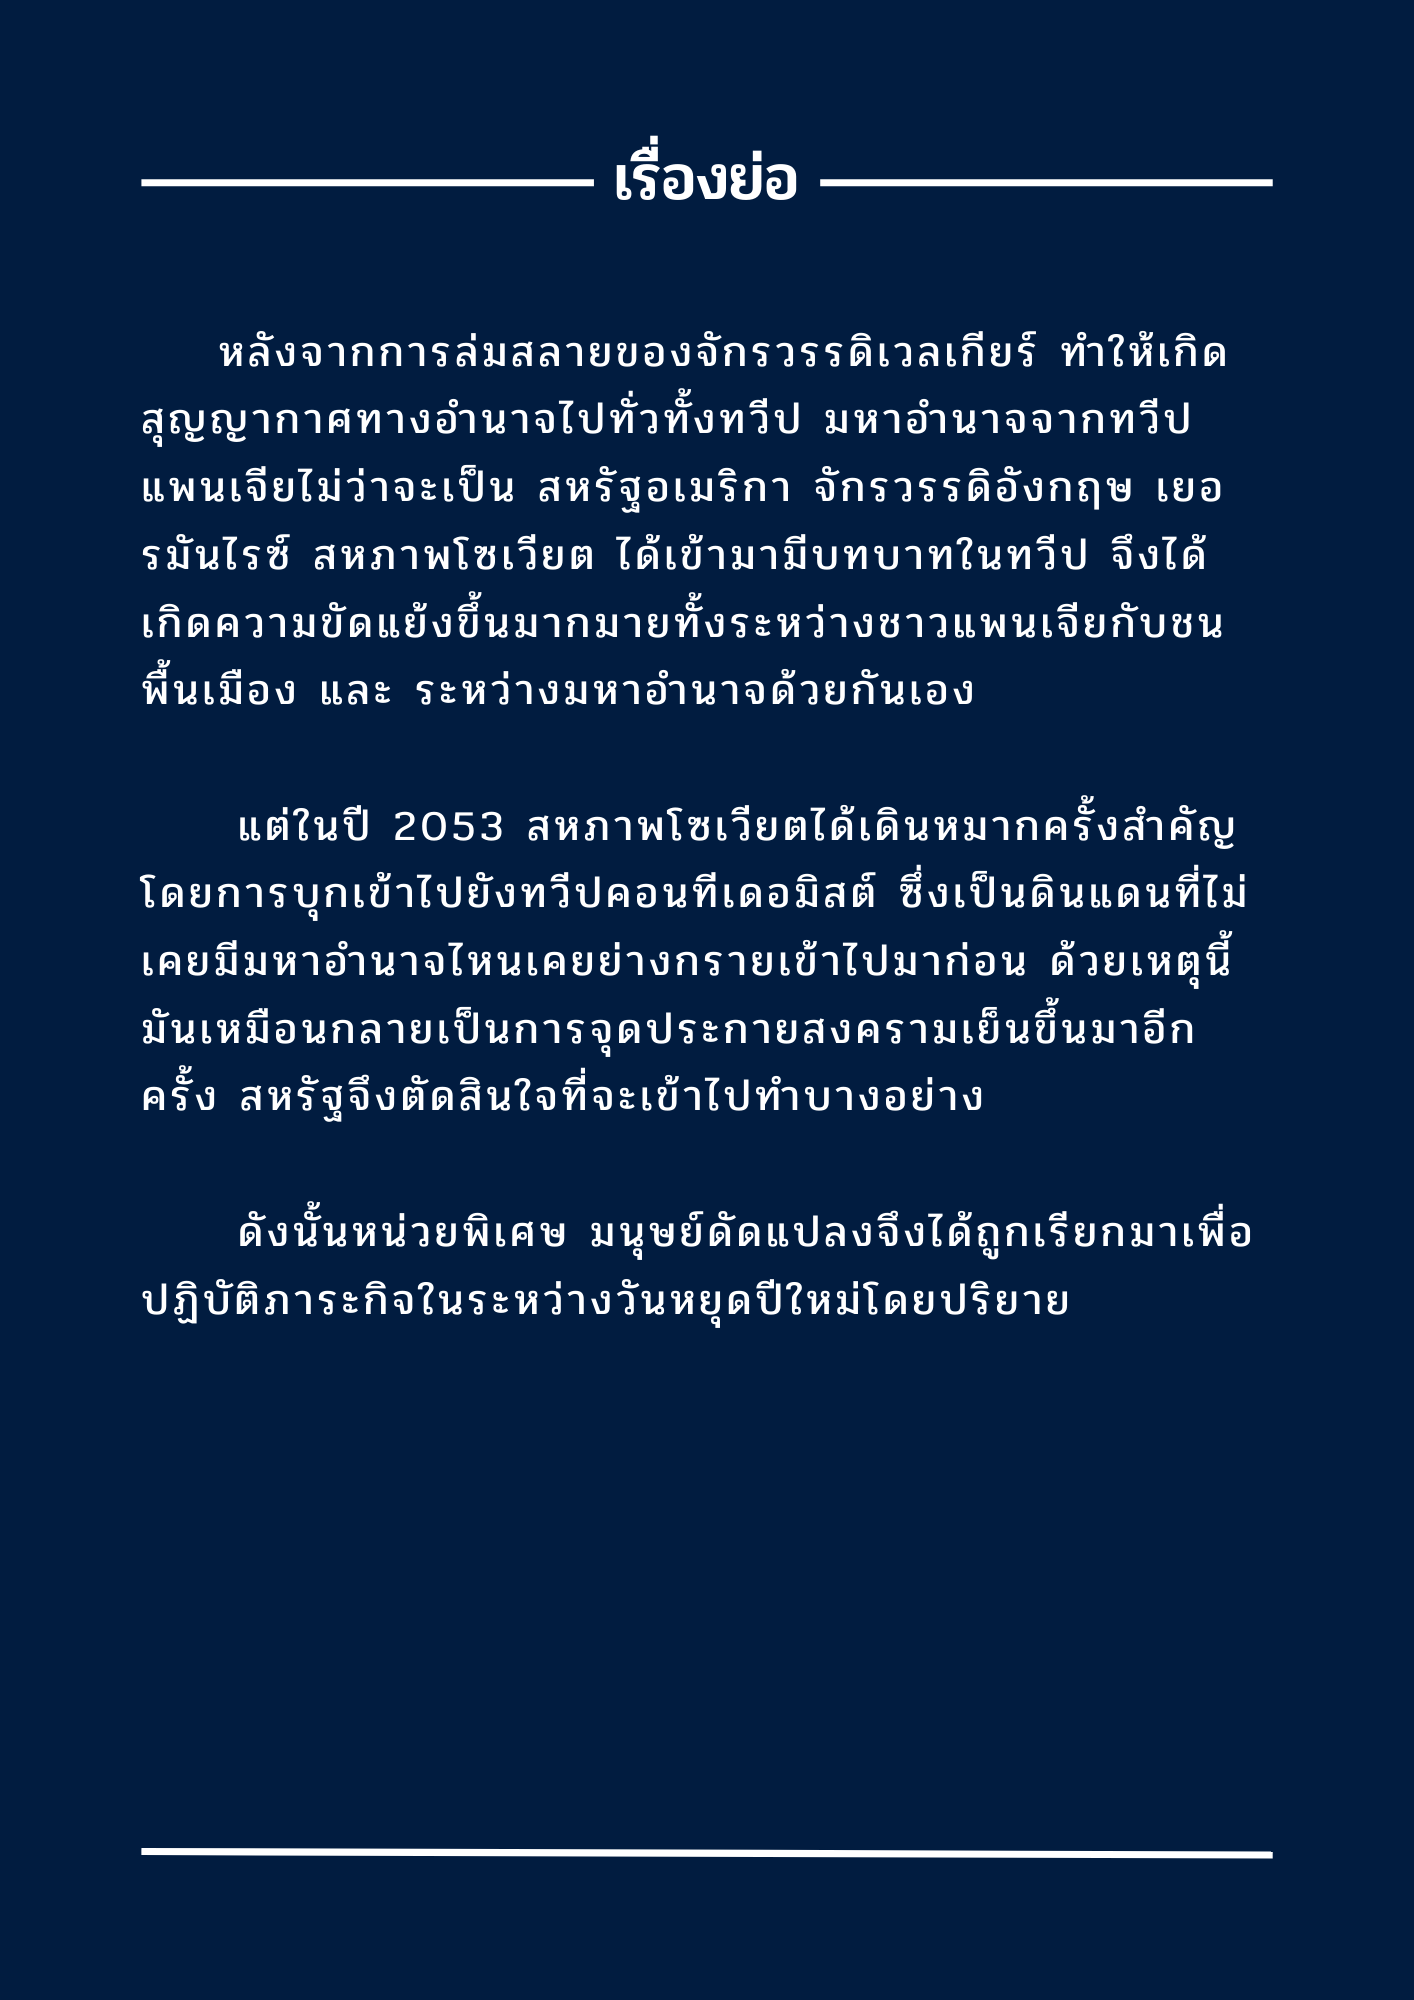 เรื่องย่อ
หลังจากการล่มสลายของจักรวรรดิเวลเกียร์ ทำให้เกิด
สุญญากาศทางอำนาจไปทั่วทั้งทวีป มหาอำนาจจากทวีป
แพนเจียไม่ว่าจะเป็น สหรัฐอเมริกา จักรวรรดิอังกฤษ เยอ
รมันไรซ์ สหภาพโซเวียต ได้เข้ามามีบทบาทในทวีป จึงได้
เกิดความขัดแย้งขึ้นมากมายทั้งระหว่างชาวแพนเจียกับชน
พื้นเมือง และ ระหว่างมหาอำนาจด้วยกันเอง
แต่ในปี 2053 สหภาพโซเวียตได้เดินหมากครั้งสำคัญ
โดยการบุกเข้าไปยังทวีปคอนทีเดอมิสต์ ซึ่งเป็นดินแดนที่ไม่
เคยมีมหาอำนาจไหนเคยย่างกรายเข้าไปมาก่อน ด้วยเหตุนี้
มันเหมือนกลายเป็นการจุดประกายสงครามเย็นขึ้นมาอีก
ครั้ง สหรัฐจึงตัดสินใจที่จะเข้าไปทำบางอย่าง
ดังนั้นหน่วยพิเศษ มนุษย์ดัดแปลงจึงได้ถูกเรียกมาเพื่อ
ปฏิบัติภาระกิจในระหว่างวันหยุดปีใหม่โดยปริยาย